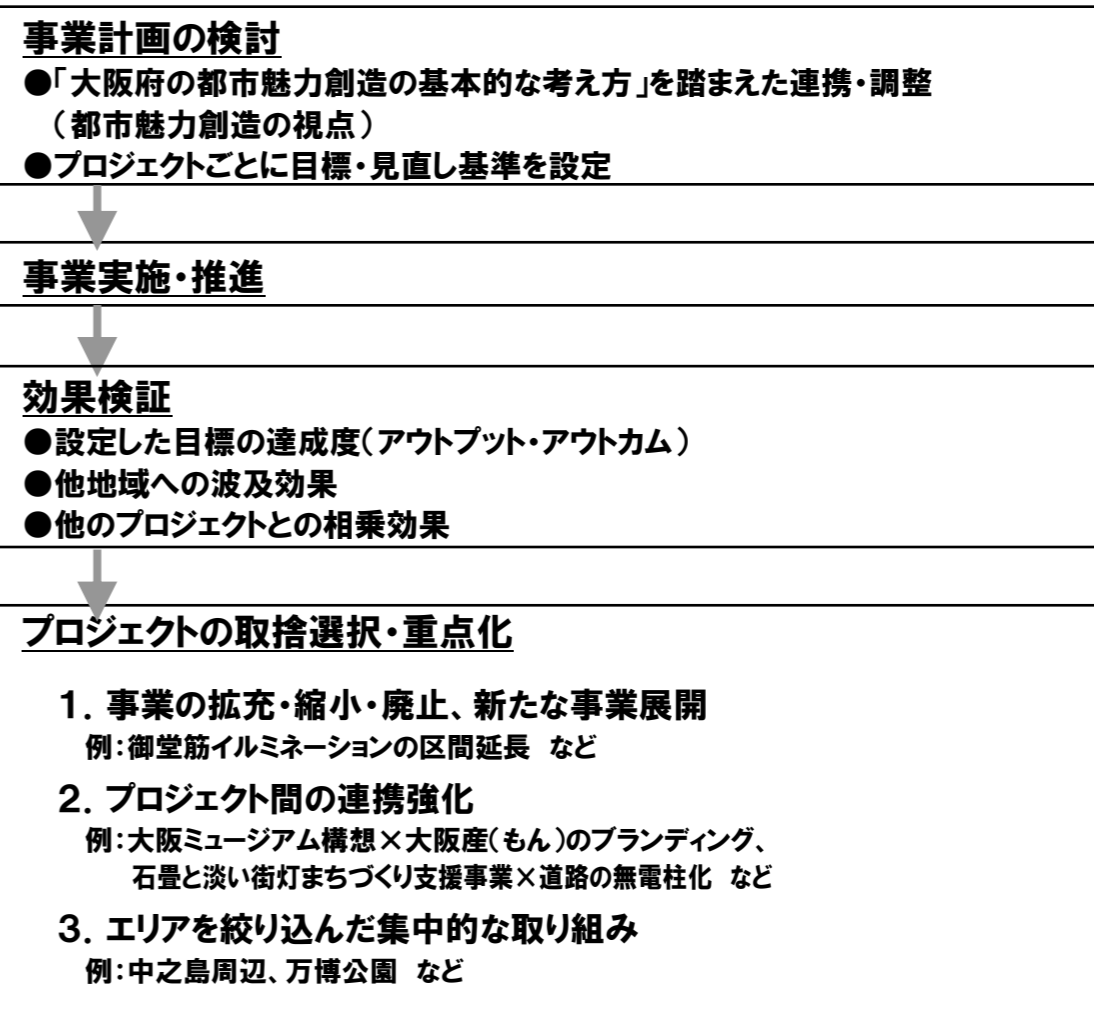 事業計画の検討
●「大阪府の都市魅力創造の基本的な考え方」を踏まえた連携・調整
（都市魅力創造の視点）
●プロジェクトごとに目標・見直し基準を設定
事業実施・推進
効果検証
●設定した目標の達成度（アウトプット・アウトカム）
●他地域への波及効果
●他のプロジェクトとの相乗効果
プロジェクトの取捨選択・重点化
１．事業の拡充・縮小・廃止、新たな事業展開
例：御堂筋イルミネーションの区間延長　など
２．プロジェクト間の連携強化
例：大阪ミュージアム構想×大阪産（もん）のブランディング、
石畳と淡い街灯まちづくり支援事業×道路の無電柱化　など
３．エリアを絞り込んだ集中的な取り組み
例：中之島周辺、万博公園　など